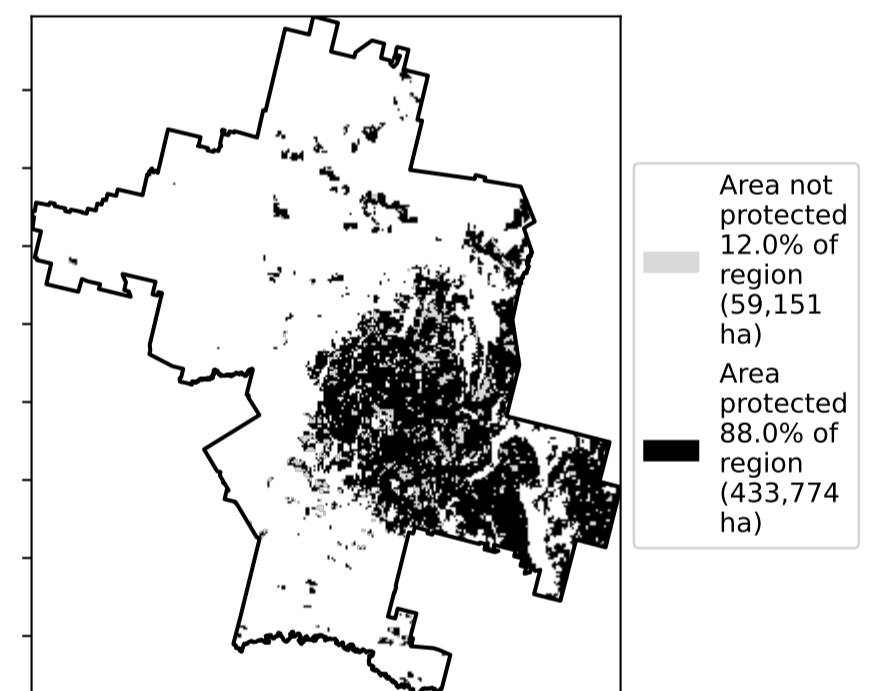 Area not
protected
12.0% of
region
(59,151
ha)
Area
protected
88.0% of
region
(433,774
ha)